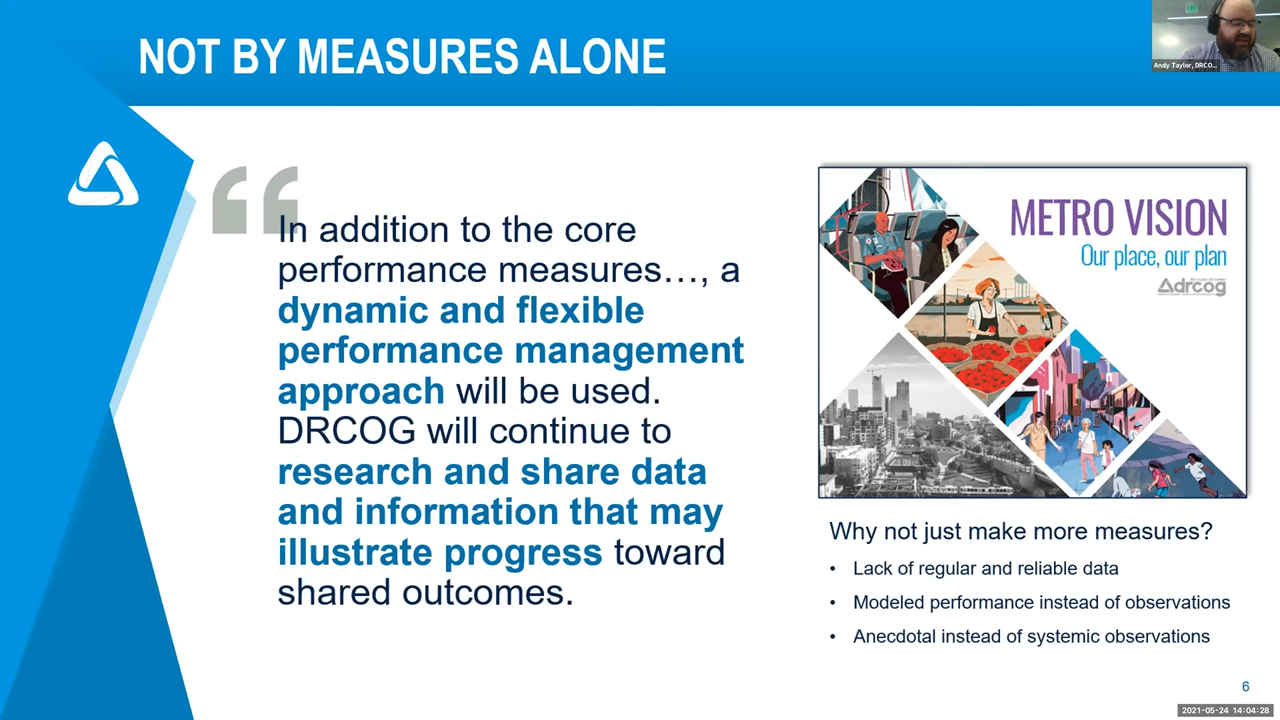 NOT BY MEASURES ALONE
Andy Taylor, DRCO...
“
In addition to the core
performance measures…, a
dynamic and flexible
performance management
approach will be used.
DRCOG will continue to
research and share data
and information that may
illustrate progress toward
shared outcomes.
METRO VISION
Our place, our plan
drcog
Why not just make more measures?
• Lack of regular and reliable data
• Modeled performance instead of observations
• Anecdotal instead of systemic observations
6
2021-05-24 14:04:28